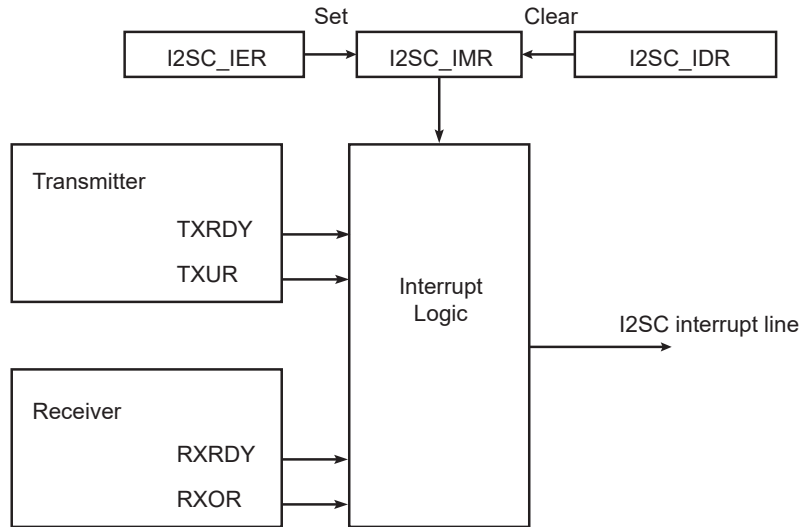 Set
Clear
I2SC_IER
I2SC_IMR
I2SC_IDR
Transmitter
TXRDY
TXUR
Interrupt
Logic
I2SC interrupt line
Receiver
RXRDY
RXOR